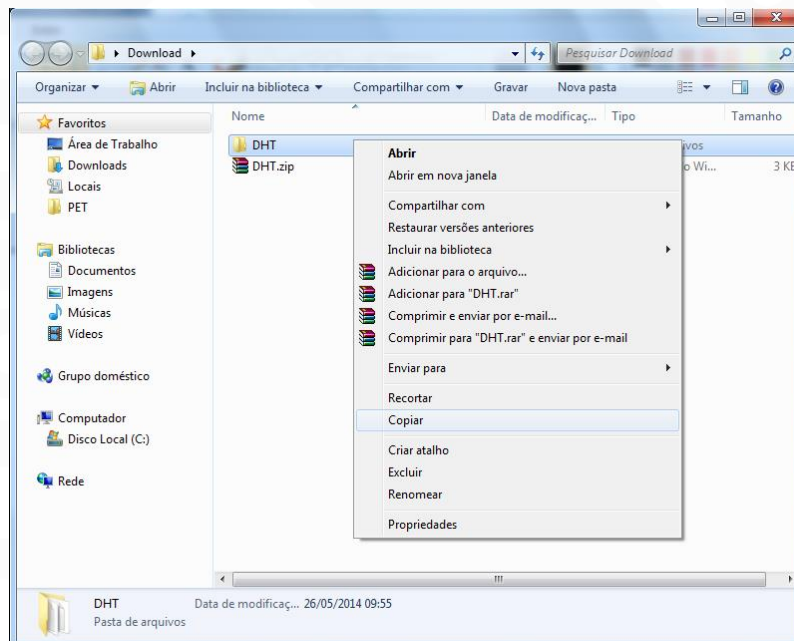 Download
Pesquisar Download
Organizar
Abrir
Incluir na biblioteca
Compartilhar com
Gravar
Nova pasta
Nome
Data de modificaç...
Tipo
Tamanho
Favoritos
Área de Trabalho
Downloads
Locais
PET
Bibliotecas
Documentos
Imagens
Músicas
Vídeos
Grupo doméstico
Computador
Disco Local (C:)
Rede
DHT
ivos
DHT.zip
o Wi...
3 KB
Abrir
Abrir em nova janela
Compartilhar com
Restaurar versões anteriores
Incluir na biblioteca
Adicionar para o arquivo...
Adicionar para "DHT.rar"
Comprimir e enviar por e-mail...
Comprimir para "DHT.rar" e enviar por e-mail
Enviar para
Recortar
Copiar
Criar atalho
Excluir
Renomear
Propriedades
DHT
Data de modificaç... 26/05/2014 09:55
Pasta de arquivos